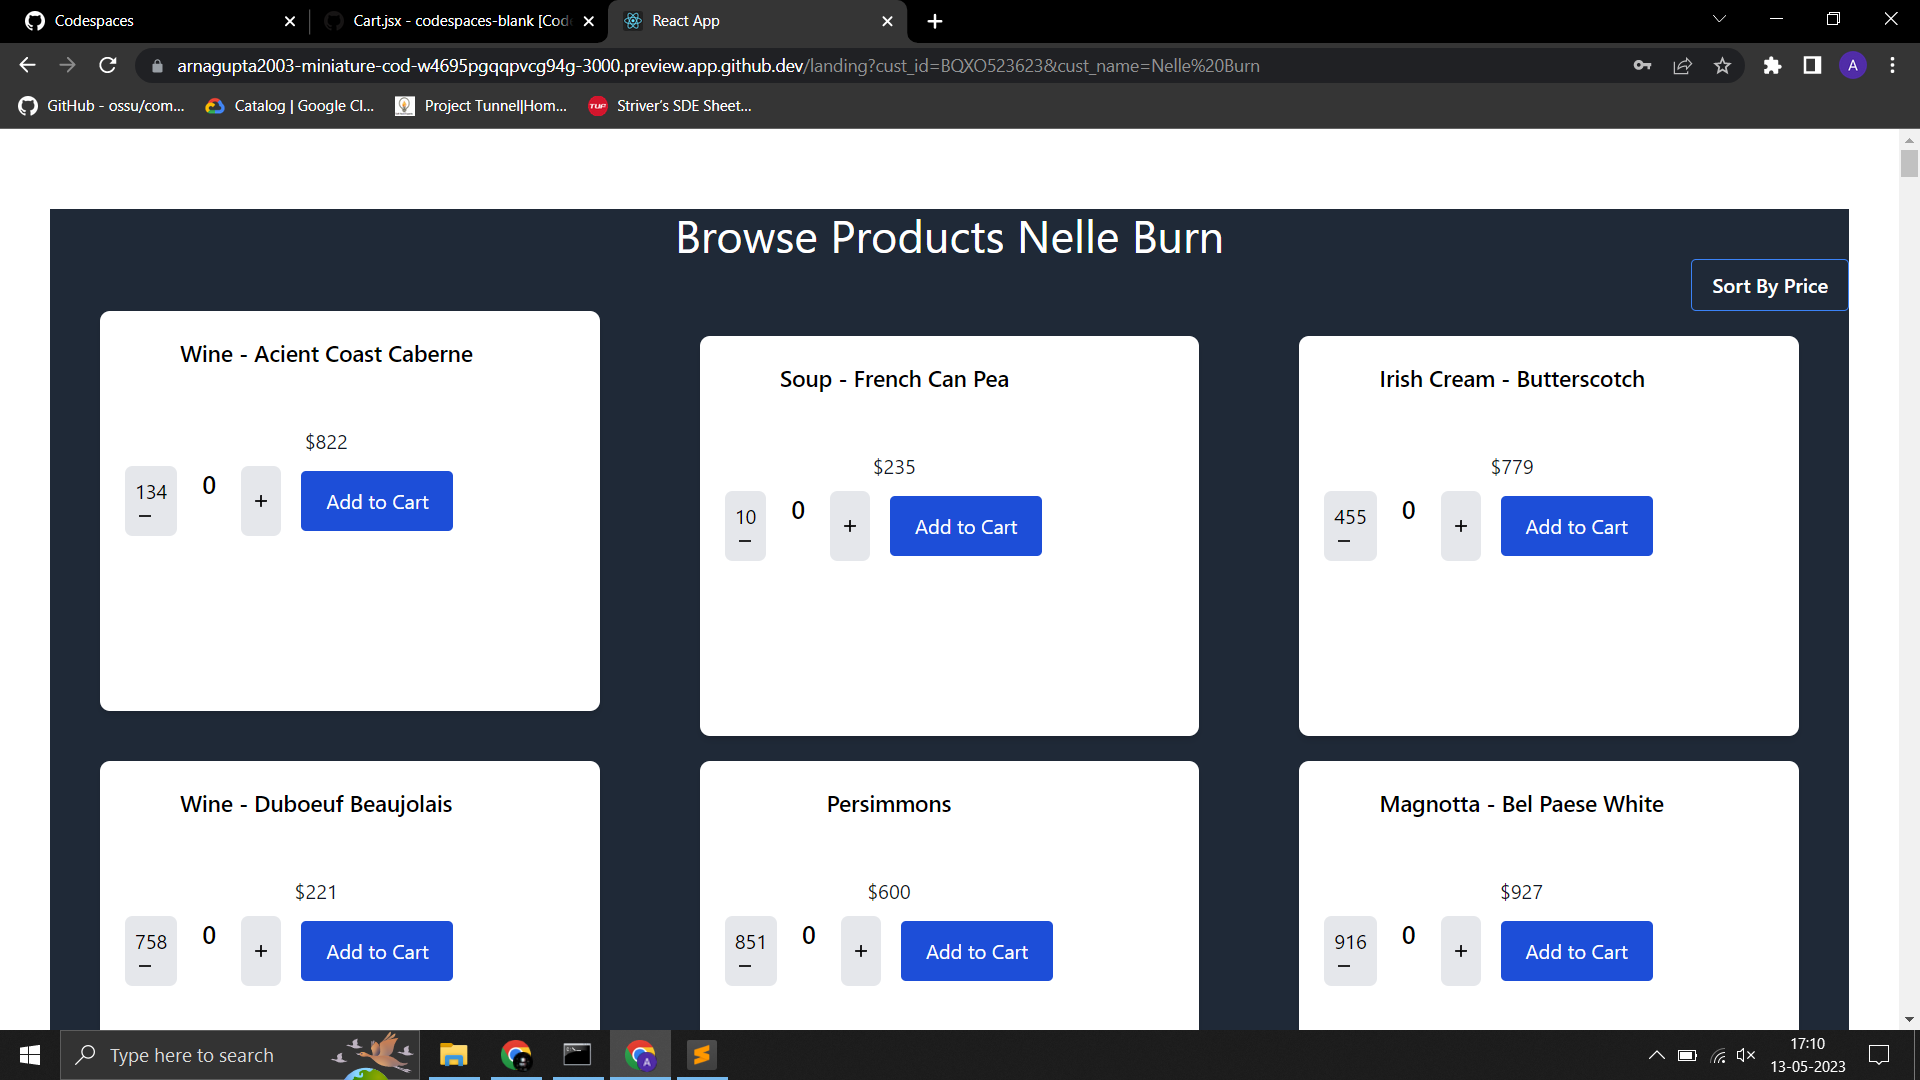 Codespaces
Cart.jsx - codespaces-blank [Cod
React App
arnagupta2003-miniature-cod-w4695pgqqpvcg94g-3000.preview.app.github.dev/landing?cust_id=BQXO523623&cust_name=Nelle%20Burn
A
GitHub - ossu/com...
Catalog | Google Cl...
Project Tunnel|Hom...
TUF
Striver's SDE Sheet...
Browse Products Nelle Burn
Sort By Price
Wine - Acient Coast Caberne
$822
134
−
0
+
Add to Cart
Soup - French Can Pea
$235
10
−
0
+
Add to Cart
Irish Cream - Butterscotch
$779
455
−
0
+
Add to Cart
Wine - Duboeuf Beaujolais
$221
758
−
0
+
Add to Cart
Persimmons
$600
851
−
0
+
Add to Cart
Magnotta - Bel Paese White
$927
916
−
0
+
Add to Cart
Type here to search
A
17:10
13-05-2023